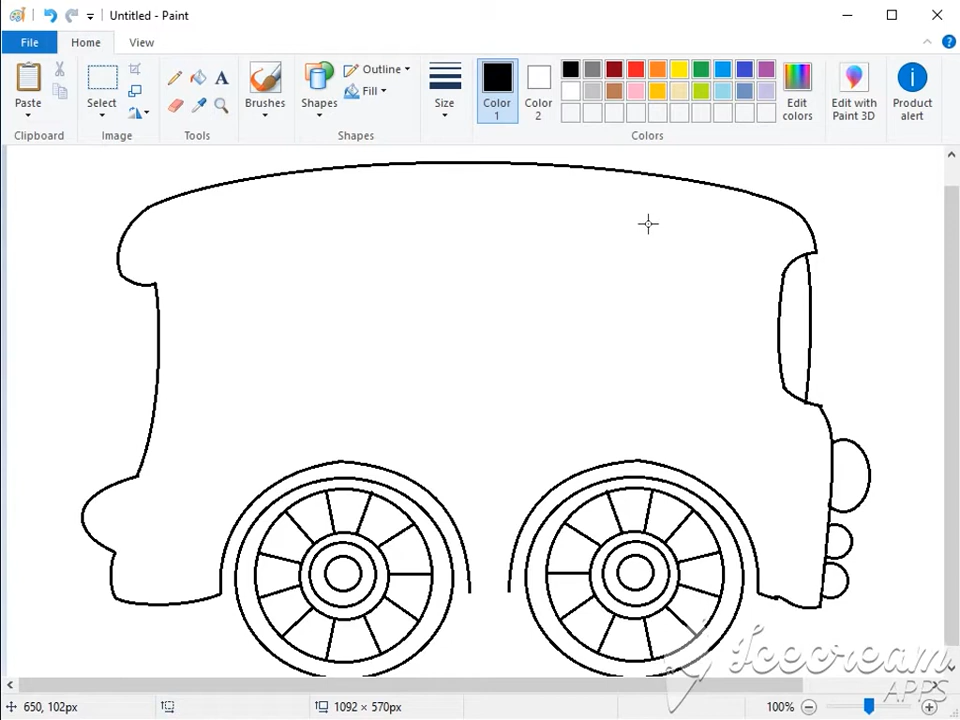 Untitled - Paint
File Home View
Paste Select Brushes Shapes Outline Fill Size Color 1 Color 2 Edit colors Edit with Paint 3D Product alert
Clipboard Image Tools Shapes Colors
Icecream
APPS
650, 102px 1092 × 570px 100%